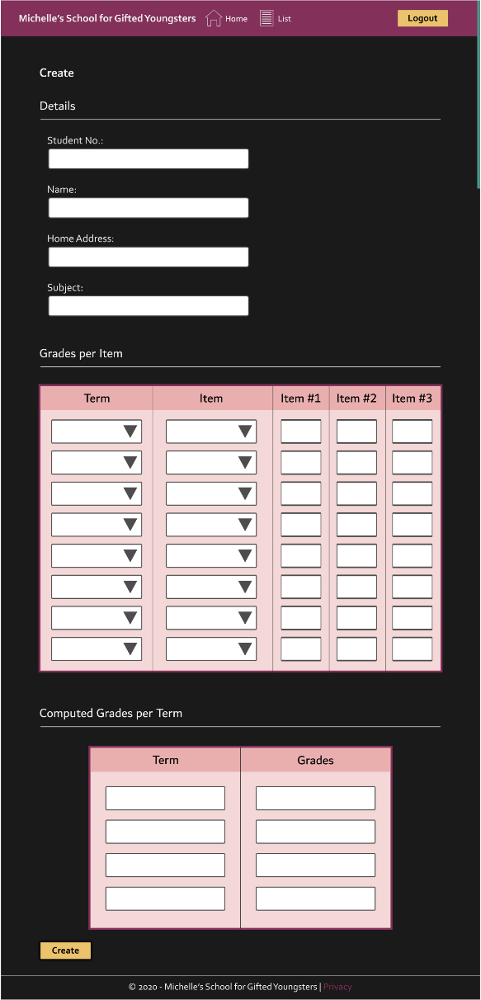 Michelle's School for Gifted Youngsters Home List Logout
Create
Details
Student No.:
Name:
Home Address:
Subject:
Grades per Item
Term Item Item #1 Item #2 Item #3
Computed Grades per Term
Term Grades
Create
© 2020 - Michelle's School for Gifted Youngsters | Privacy